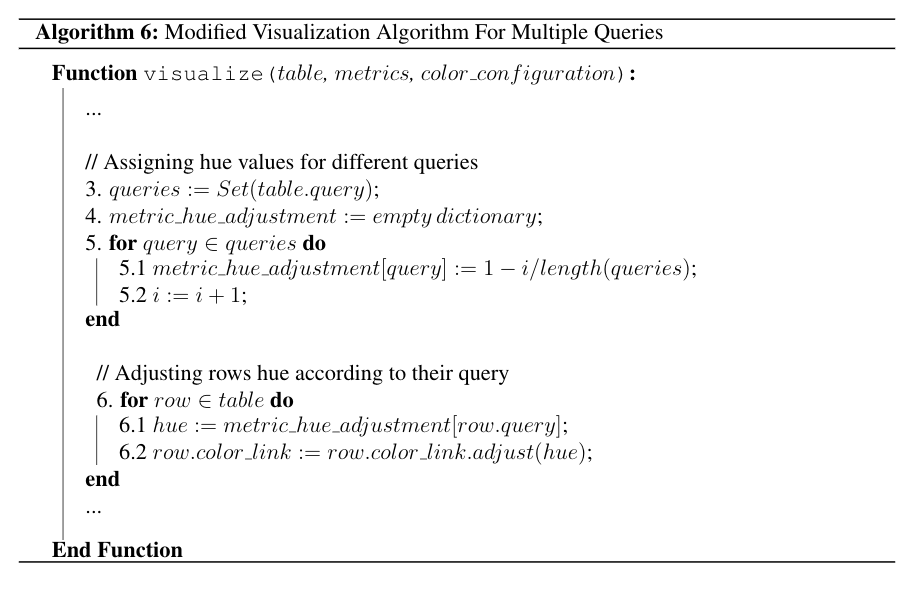 Algorithm 6: Modified Visualization Algorithm For Multiple Queries
Function visualize(table, metrics, color_configuration):
...
// Assigning hue values for different queries
3. queries := Set(table.query);
4. metric_hue_adjustment := empty dictionary;
5. for query ∈ queries do
5.1 metric_hue_adjustment[query] := 1 − i/length(queries);
5.2 i := i + 1;
end
// Adjusting rows hue according to their query
6. for row ∈ table do
6.1 hue := metric_hue_adjustment[row.query];
6.2 row.color_link := row.color_link.adjust(hue);
end
...
End Function